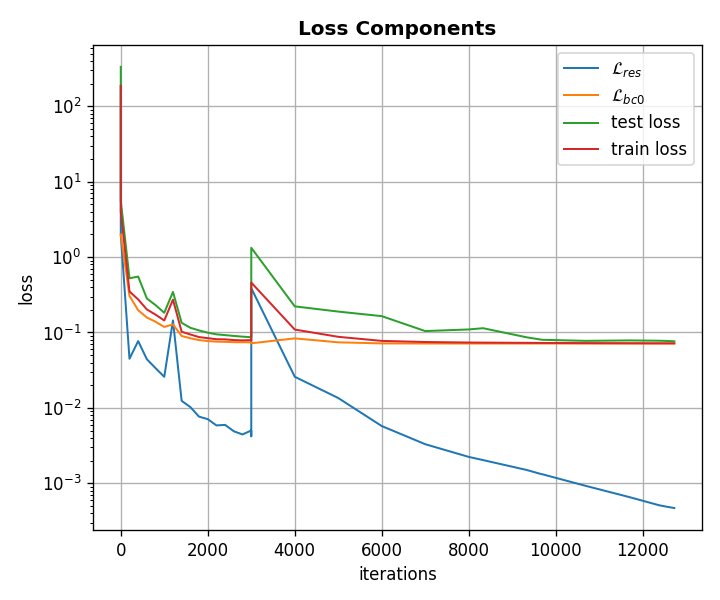 Loss Components
ℒ_res
ℒ_bc0
test loss
train loss
10^2
10^1
10^0
10^-1
10^-2
10^-3
loss
0 2000 4000 6000 8000 10000 12000
iterations